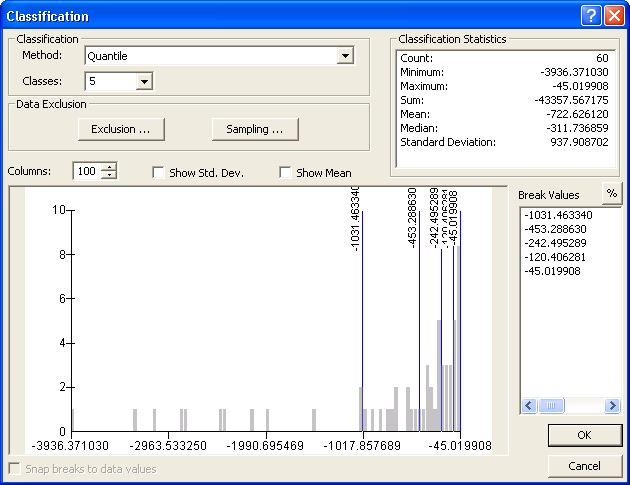 Classification
Classification
Method: Quantile
Classes: 5
Data Exclusion
Exclusion ...
Sampling ...
Classification Statistics
Count: 60
Minimum: -3936.371030
Maximum: -45.019908
Sum: -43357.567175
Mean: -722.626120
Median: -311.736859
Standard Deviation: 937.908702
Columns: 100
Show Std. Dev.
Show Mean
Break Values
%
-1031.463340
-453.288630
-242.495289
-120.406281
-45.019908
-1031.463340
-453.288630
-242.495289
-120.406281
-45.019908
10
8
6
4
2
0
-3936.371030
-2963.533250
-1990.695469
-1017.857689
-45.019908
Snap breaks to data values
OK
Cancel